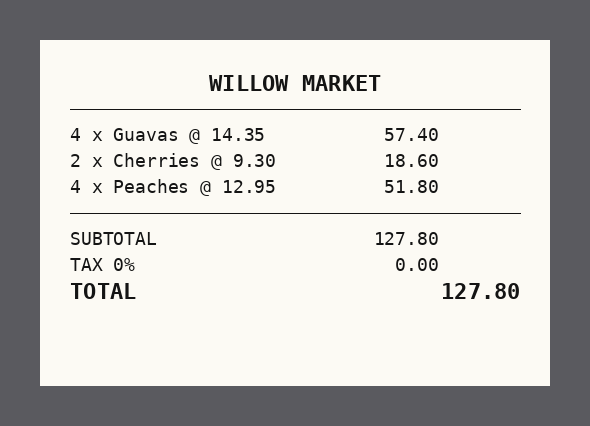 WILLOW MARKET
4 x Guavas @ 14.35 57.40
2 x Cherries @ 9.30 18.60
4 x Peaches @ 12.95 51.80
SUBTOTAL 127.80
TAX 0% 0.00
TOTAL 127.80